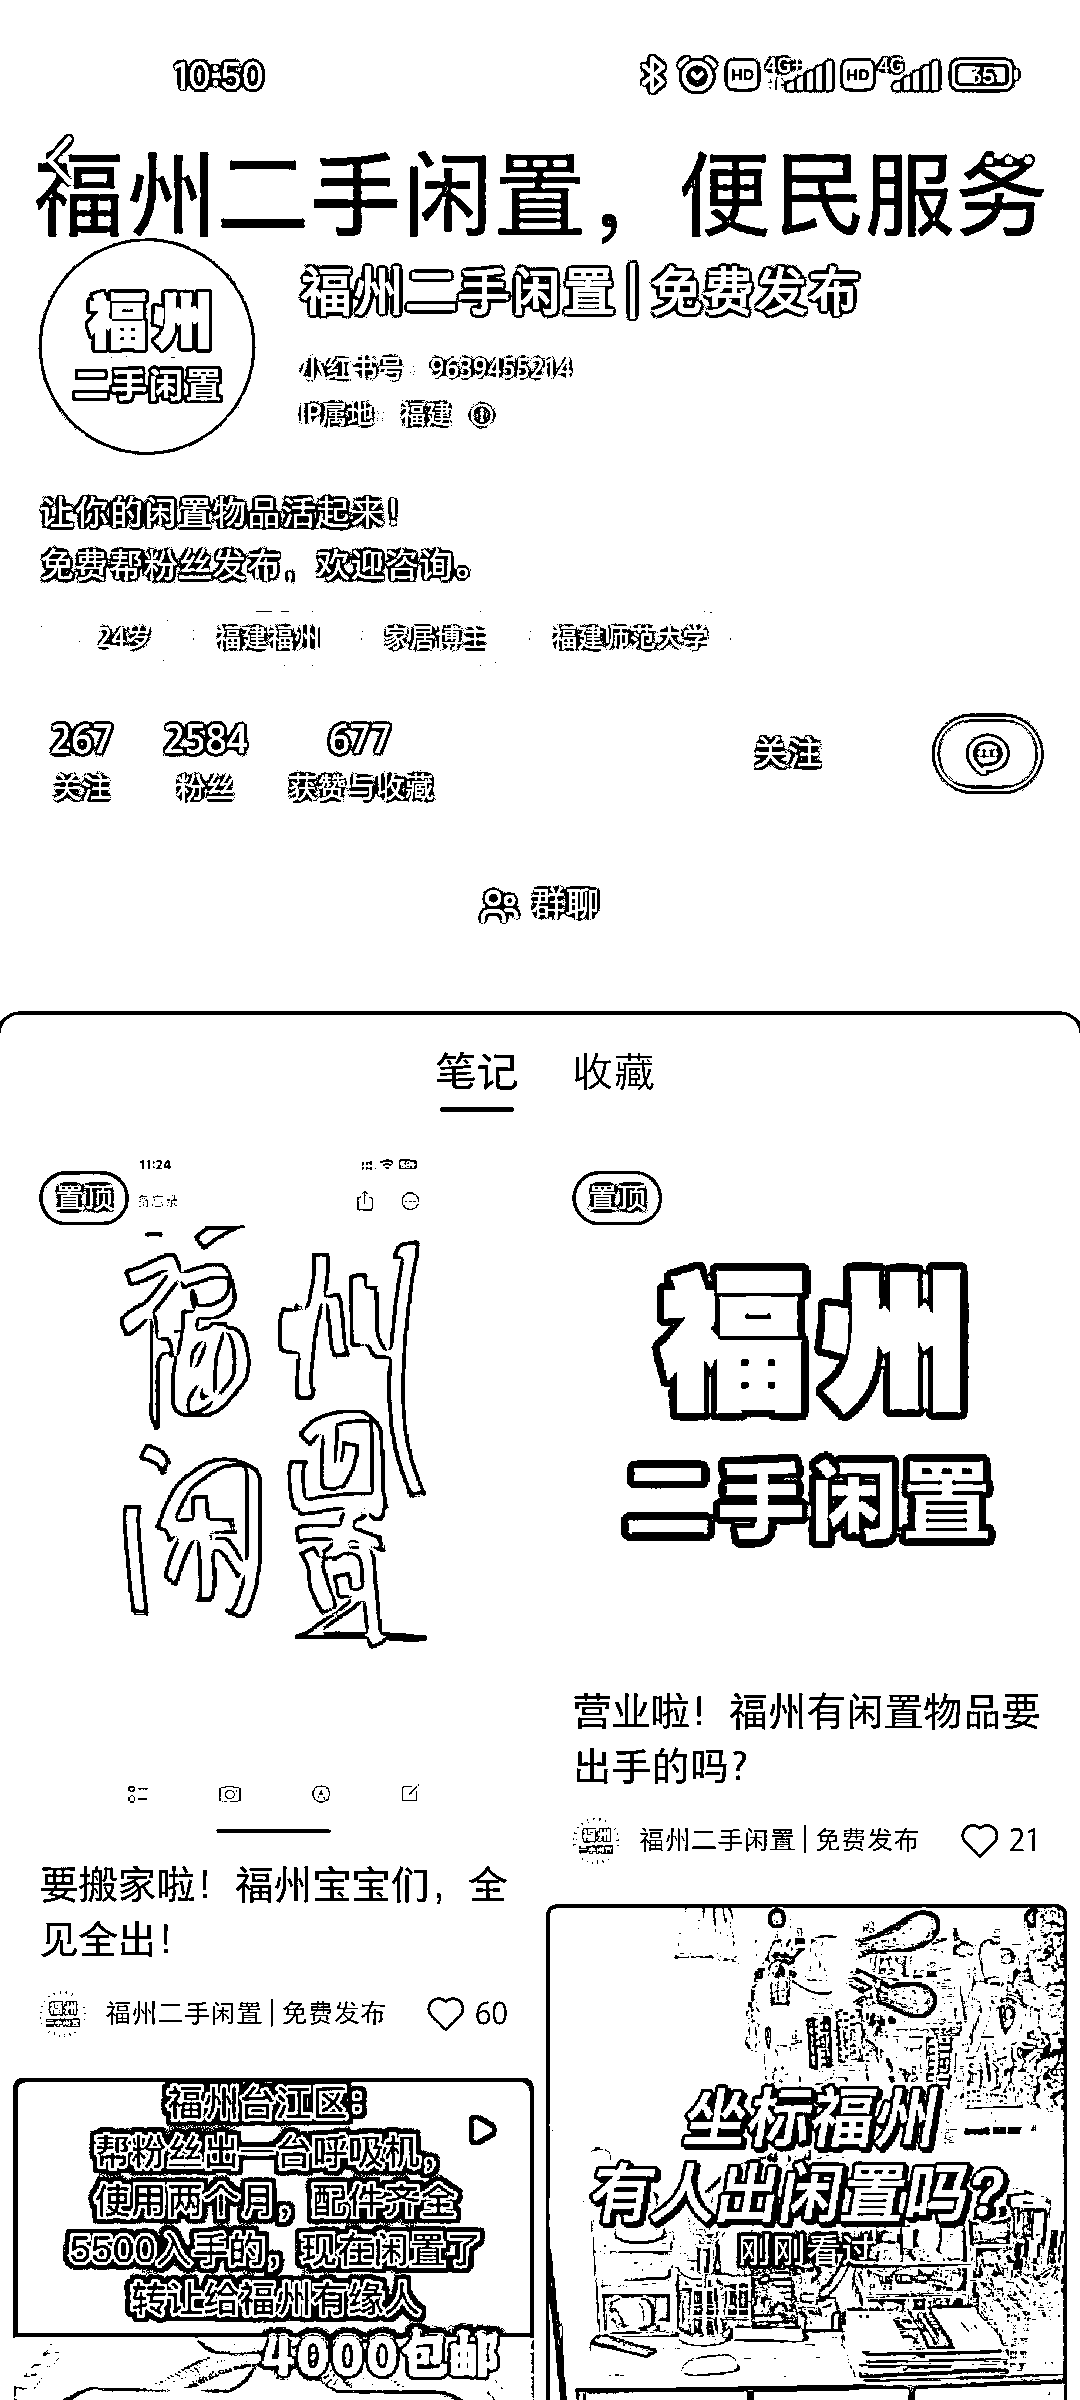 10:50
HD 4G+ HD 4G 35
福州二手闲置，便民服务
福州
二手闲置
福州二手闲置|免费发布
小红书号：9639455214
IP属地：福建
让你的闲置物品活起来！
免费帮粉丝发布，欢迎咨询。
24岁 福建福州 家居博主 福建师范大学
267 2584 677
关注 粉丝 获赞与收藏
关注
群聊
笔记 收藏
置顶
11:24
备忘录
福州
闲置
要搬家啦！福州宝宝们，全
见全出！
福州二手闲置|免费发布 60
置顶
福州
二手闲置
营业啦！福州有闲置物品要
出手的吗？
福州二手闲置|免费发布 21
福州台江区：
帮粉丝出一台呼吸机，
使用两个月，配件齐全
5500入手的，现在闲置了
转让给福州有缘人
4000包邮
坐标福州
有人出闲置吗？
刚刚看过